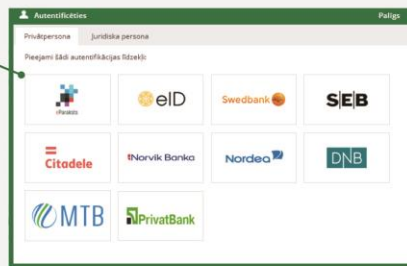 Autentificēties Palīgs
Privātpersona Juridiska persona
Pieejami šādi autentifikācijas līdzekļi:
eParaksts eID Swedbank S|E|B
Citadele Norvik Banka Nordea DNB
MTB PrivatBank